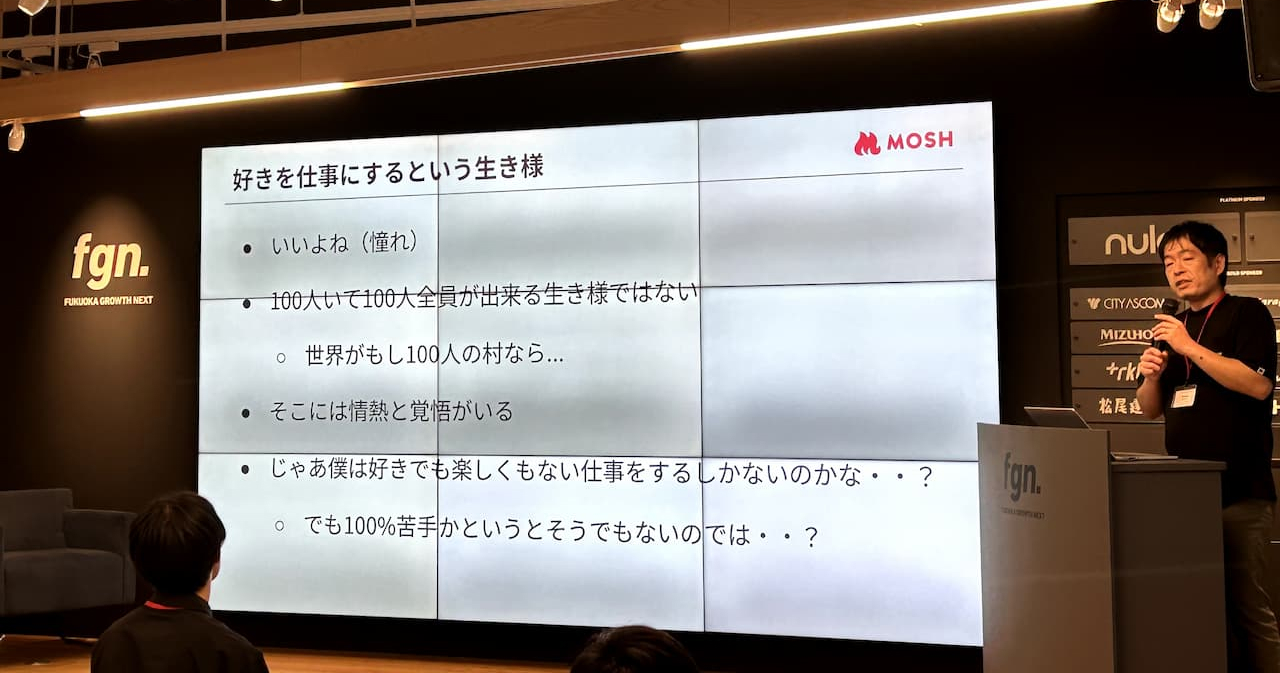 MOSH
好きを仕事にするという生き様
● いいよね（憧れ）
● 100人いて100人全員が出来る生き様ではない
○ 世界がもし100人の村なら...
● そこには情熱と覚悟がいる
● じゃあ僕は好きでも楽しくもない仕事をするしかないのかな・・？
○ でも100%苦手かというとそうでもないのでは・・？
fgn.
FUKUOKA GROWTH NEXT
PLATINUM SPONSOR
CITYASCOM
MIZUHO
松尾
fgn.
FUKUOKA GROWTH NEXT